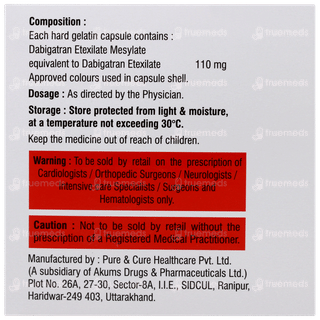 Composition :
Each hard gelatin capsule contains :
Dabigatran Etexilate Mesylate
equivalent to Dabigatran Etexilate 110 mg
Approved colours used in capsule shell.
Dosage : As directed by the Physician.
Storage : Store protected from light & moisture,
at a temperature not exceeding 30°C.
Keep the medicine out of reach of children.
Warning : To be sold by retail on the prescription of
Cardiologists / Orthopedic Surgeons / Neurologists /
Intensive Care Specialists / Surgeons and
Hematologists only.
Caution : Not to be sold by retail without the
prescription of a Registered Medical Practitioner.
Manufactured by : Pure & Cure Healthcare Pvt. Ltd.
(A subsidiary of Akums Drugs & Pharmaceuticals Ltd.)
Plot No. 26A, 27-30, Sector-8A, I.I.E., SIDCUL, Ranipur,
Haridwar-249 403, Uttarakhand.